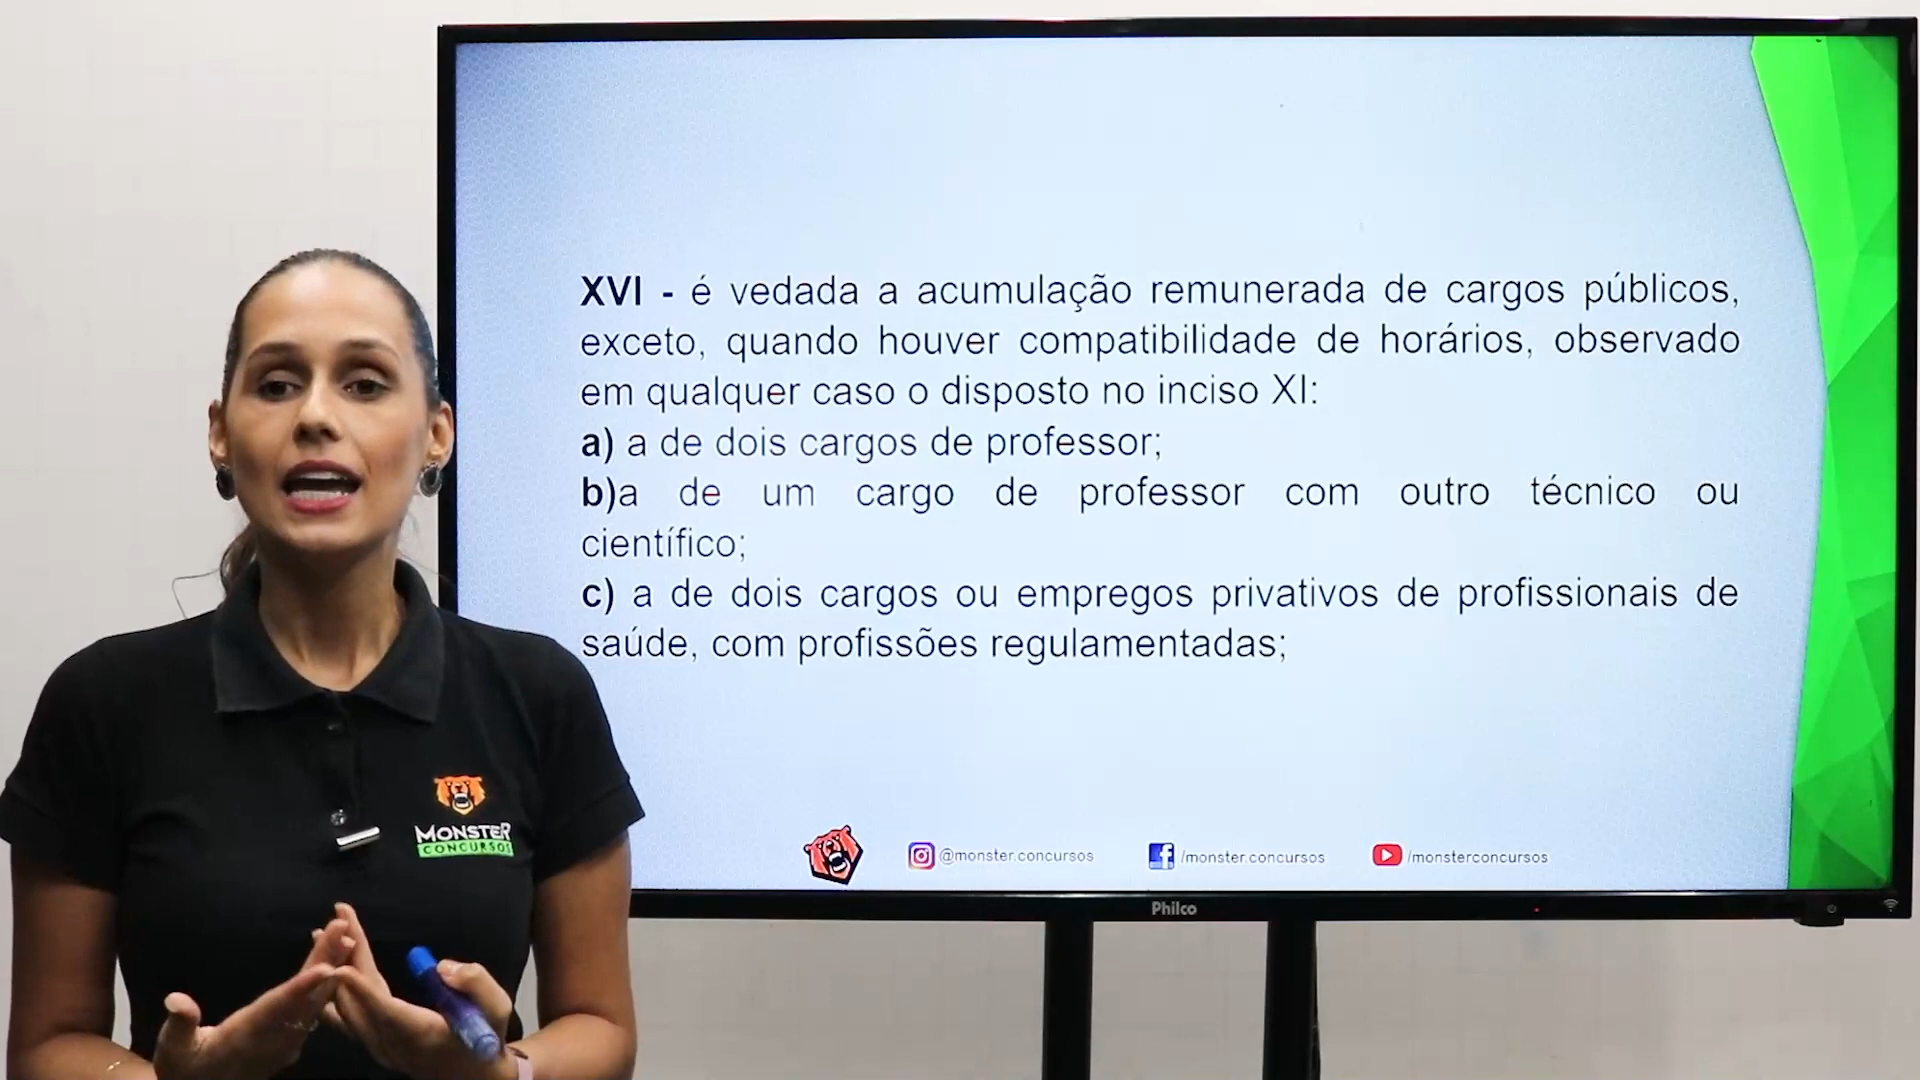 XVI - é vedada a acumulação remunerada de cargos públicos,
exceto, quando houver compatibilidade de horários, observado
em qualquer caso o disposto no inciso XI:
a) a de dois cargos de professor;
b)a de um cargo de professor com outro técnico ou
científico;
c) a de dois cargos ou empregos privativos de profissionais de
saúde, com profissões regulamentadas;
MONSTER
CONCURSOS
@monster.concursos
/monster.concursos
/monsterconcursos
Philco